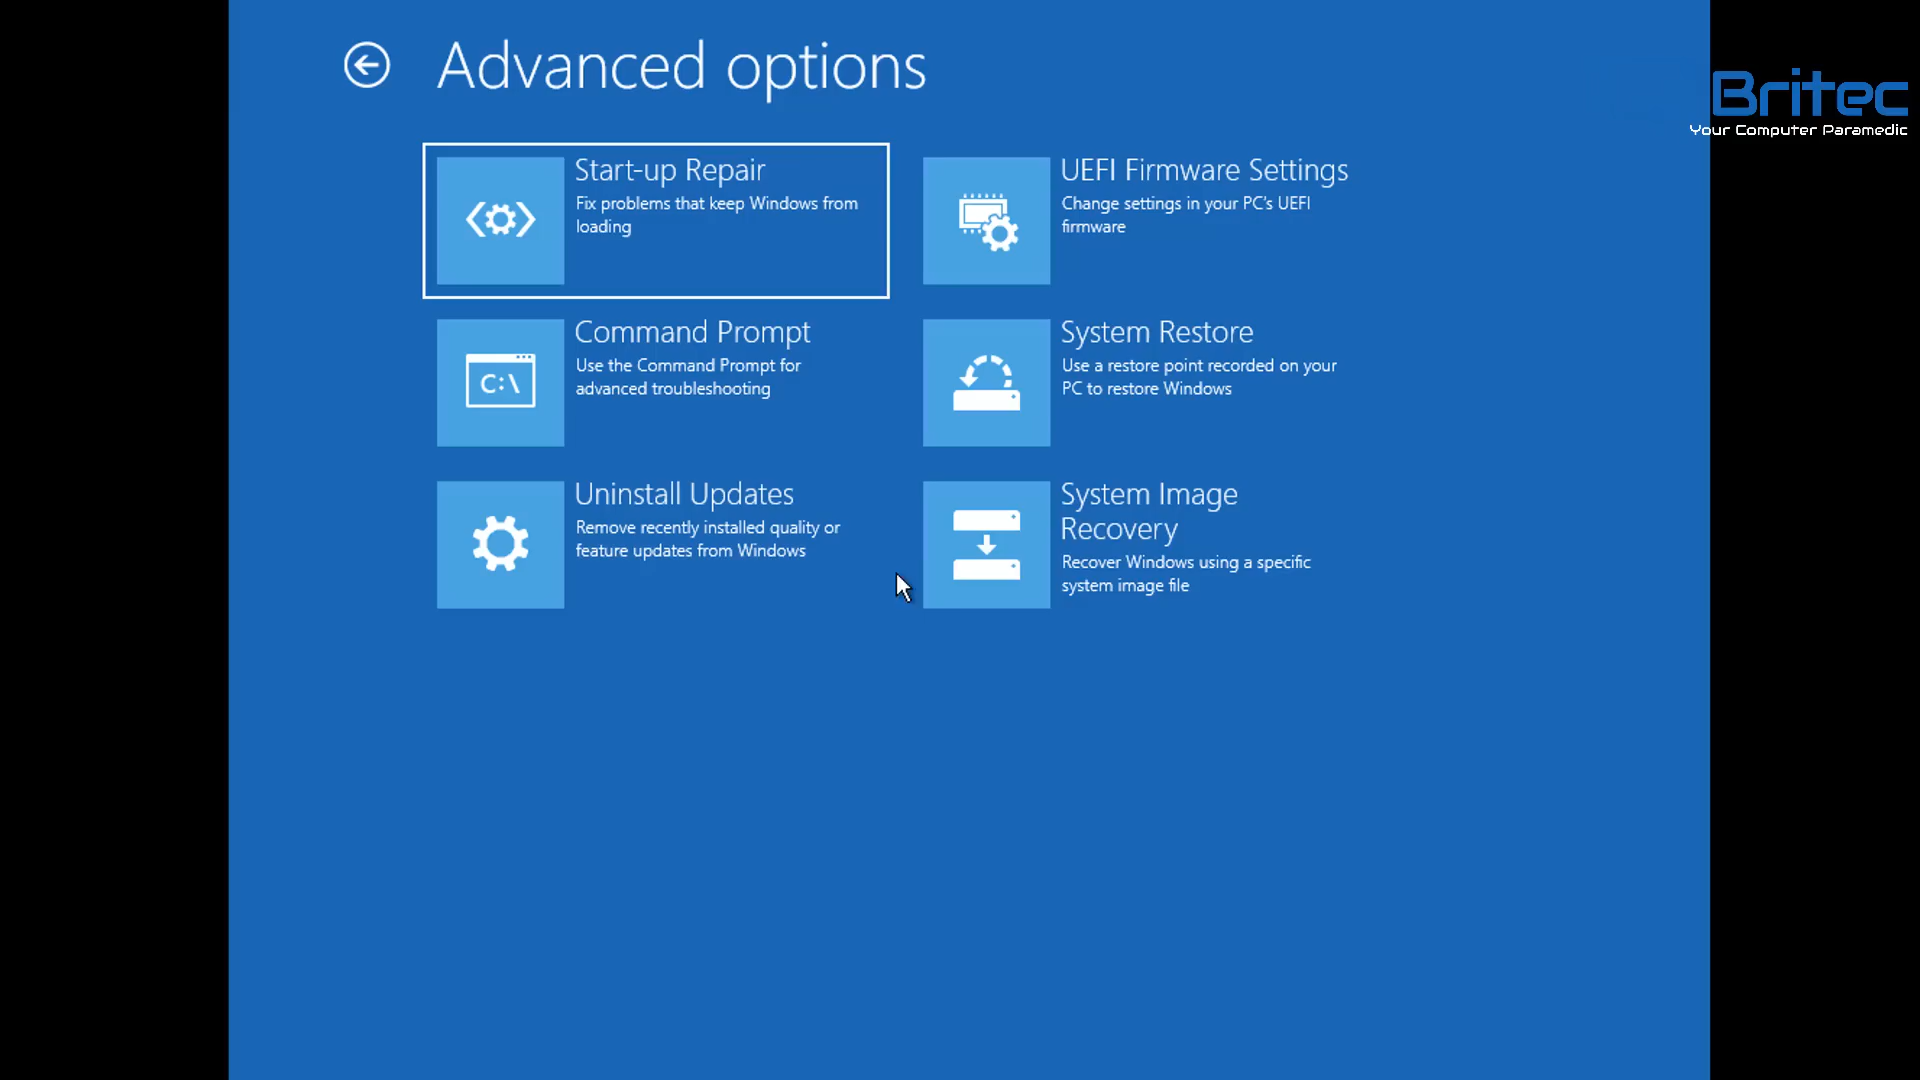 Advanced options
Britec
Your Computer Paramedic
Start-up Repair
Fix problems that keep Windows from
loading
UEFI Firmware Settings
Change settings in your PC's UEFI
firmware
C:\
Command Prompt
Use the Command Prompt for
advanced troubleshooting
System Restore
Use a restore point recorded on your
PC to restore Windows
Uninstall Updates
Remove recently installed quality or
feature updates from Windows
System Image
Recovery
Recover Windows using a specific
system image file